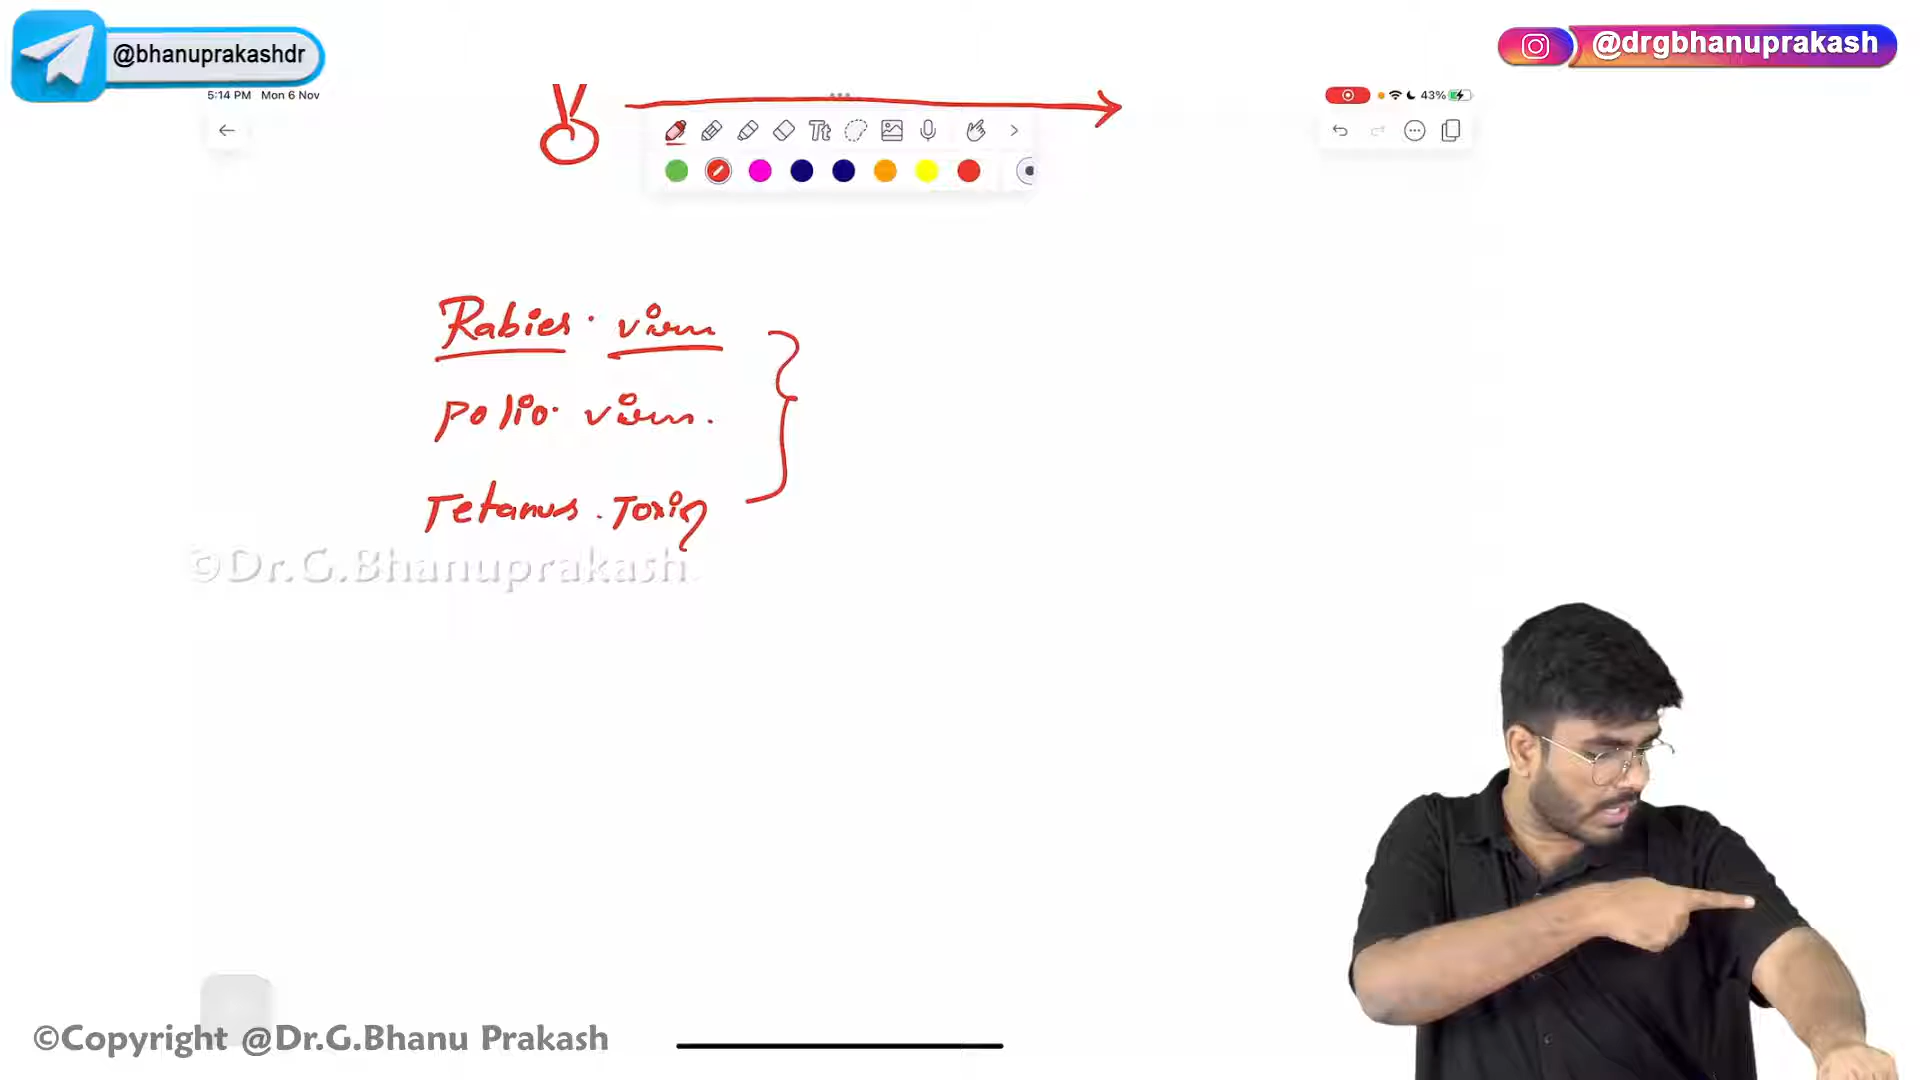 @bhanuprakashdr
@drgbhanuprakash
5:14 PM Mon 6 Nov
43%
Tt
Rabies virus
polio virus.
Tetanus Toxin
©Dr.G.Bhanuprakash
©Copyright @Dr.G.Bhanu Prakash